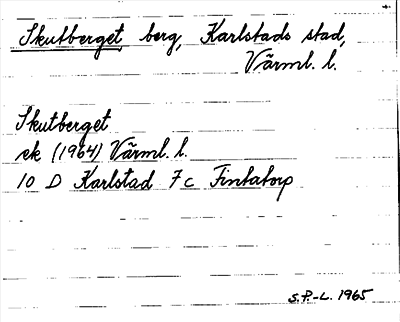 Skutberget berg, Karlstads stad,
Värml. l.
Skutberget
ek (1964) Värml. l.
10 D Karlstad 7 c Fintatorp
S.P.-L. 1965